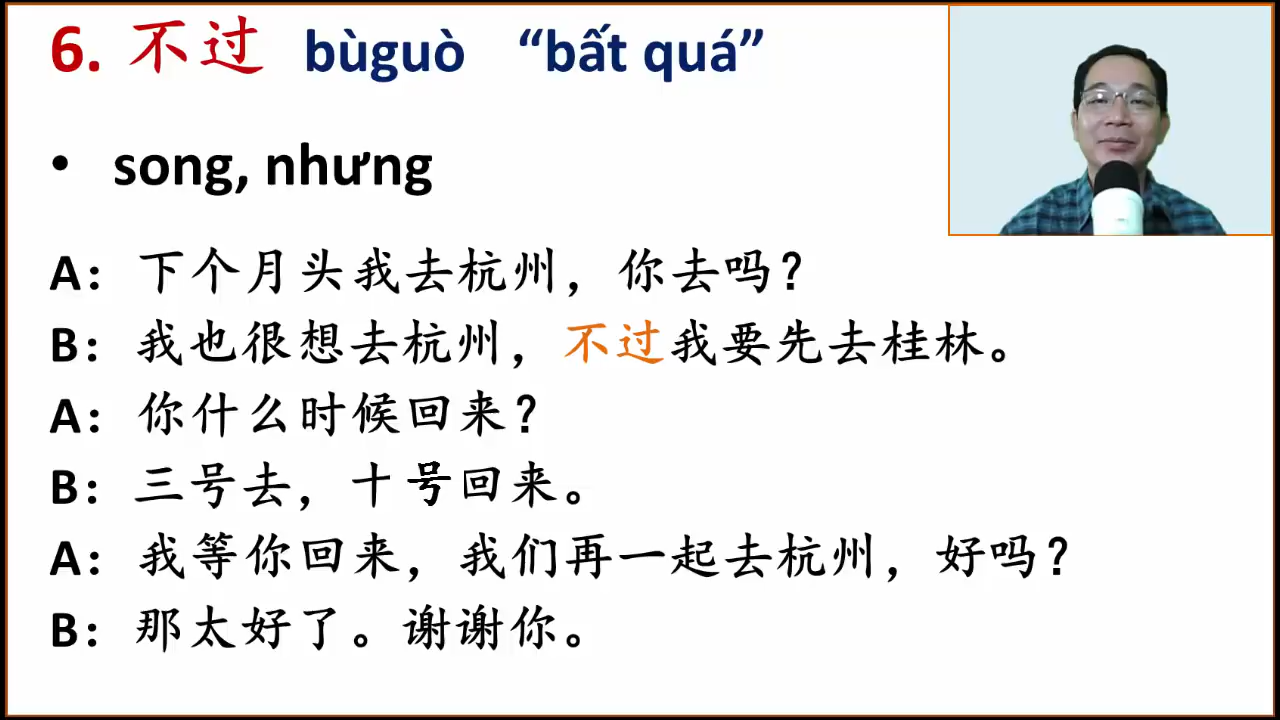 6. 不过 bùguò “bất quá”
• song, nhưng
A: 下个月头我去杭州，你去吗？
B: 我也很想去杭州，不过我要先去桂林。
A: 你什么时候回来？
B: 三号去，十号回来。
A: 我等你回来，我们再一起去杭州，好吗？
B: 那太好了。谢谢你。